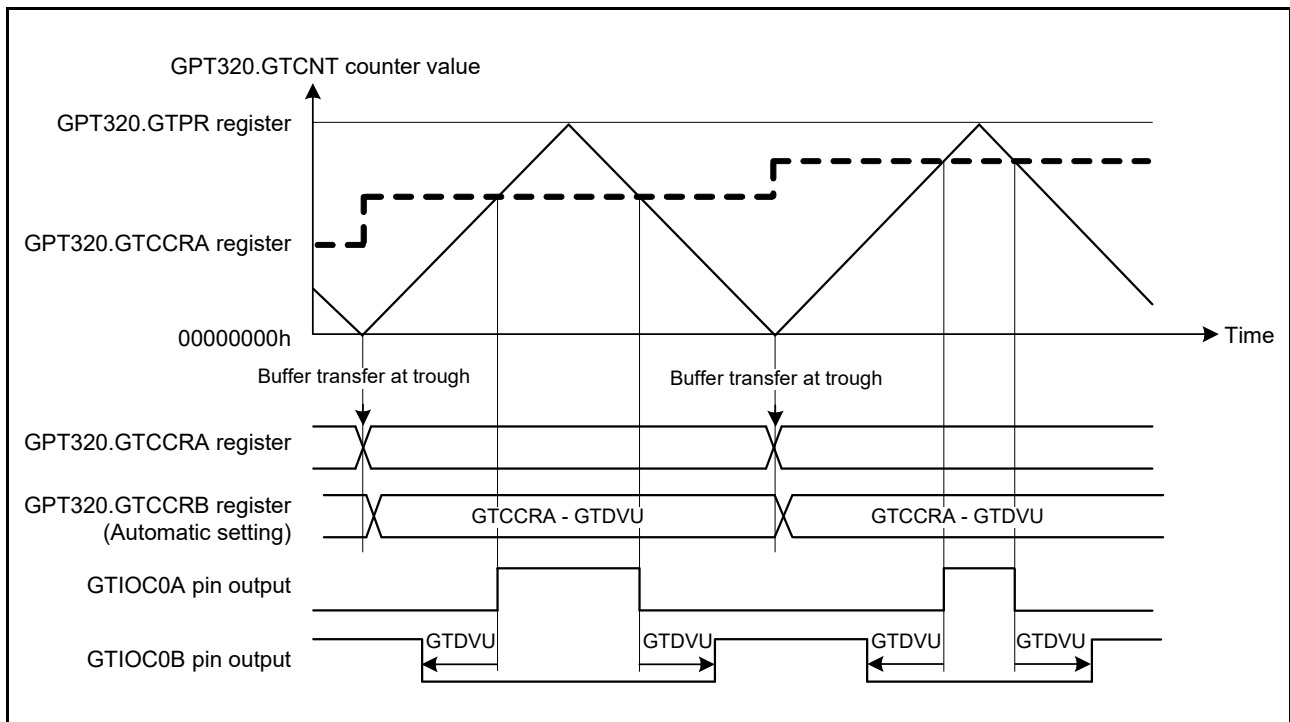 GPT320.GTCNT counter value
GPT320.GTPR register
GPT320.GTCCRA register
00000000h
Time
Buffer transfer at trough
Buffer transfer at trough
GPT320.GTCCRA register
GPT320.GTCCRB register
(Automatic setting)
GTCCRA - GTDVU
GTCCRA - GTDVU
GTIOC0A pin output
GTIOC0B pin output
GTDVU
GTDVU
GTDVU
GTDVU